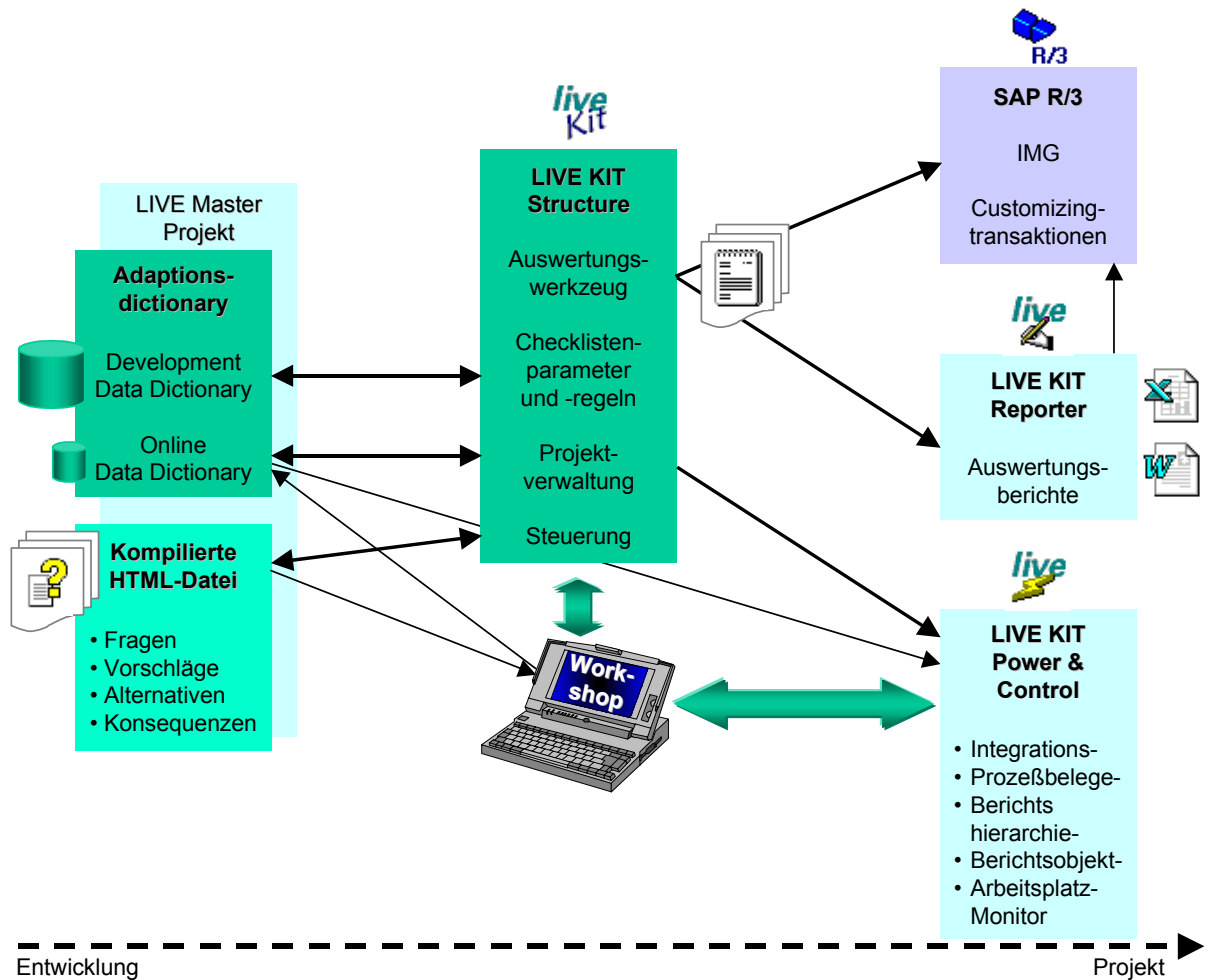 R/3
SAP R/3
IMG
Customizing-
transaktionen
live
Kit
LIVE KIT
Structure
Auswertungs-
werkzeug
Checklisten-
parameter
und -regeln
Projekt-
verwaltung
Steuerung
LIVE Master
Projekt
Adaptions-
dictionary
Development
Data Dictionary
Online
Data Dictionary
Kompilierte
HTML-Datei
• Fragen
• Vorschläge
• Alternativen
• Konsequenzen
?
Work-
shop
live
LIVE KIT
Reporter
Auswertungs-
berichte
X
W
live
LIVE KIT
Power &
Control
• Integrations-
• Prozeßbelege-
• Berichts
hierarchie-
• Berichtsobjekt-
• Arbeitsplatz-
Monitor
Entwicklung
Projekt